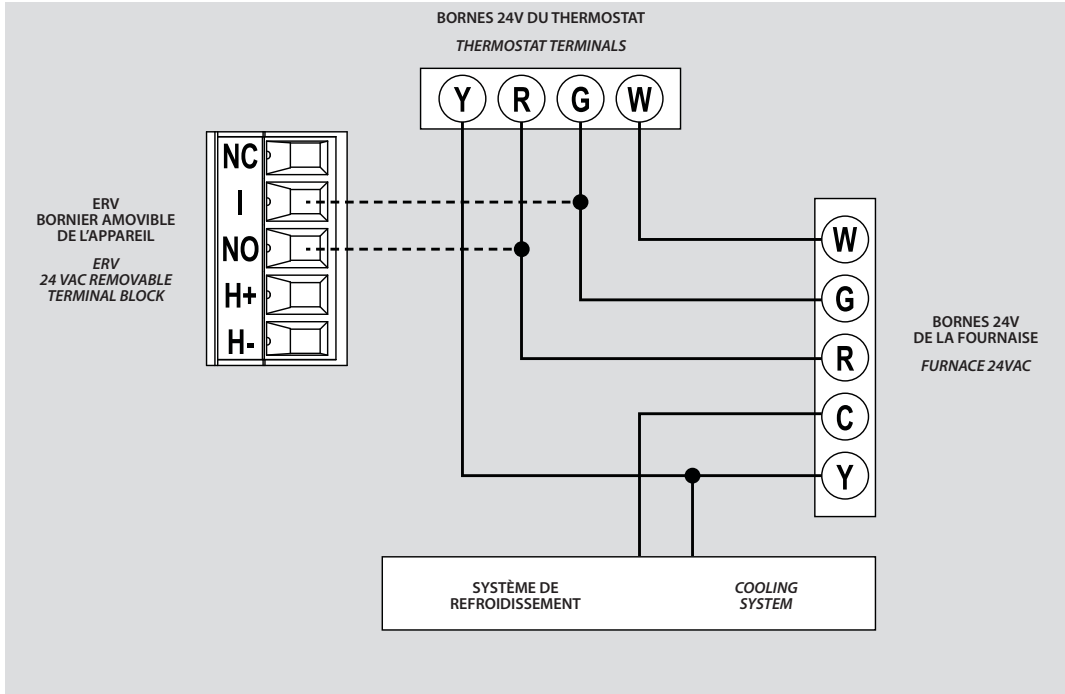 BORNES 24V DU THERMOSTAT
THERMOSTAT TERMINALS
Y R G W
NC
I
NO
H+
H-
ERV
BORNIER AMOVIBLE
DE L'APPAREIL
ERV
24 VAC REMOVABLE
TERMINAL BLOCK
W
G
R
C
Y
BORNES 24V
DE LA FOURNAISE
FURNACE 24VAC
SYSTÈME DE
REFROIDISSEMENT
COOLING
SYSTEM